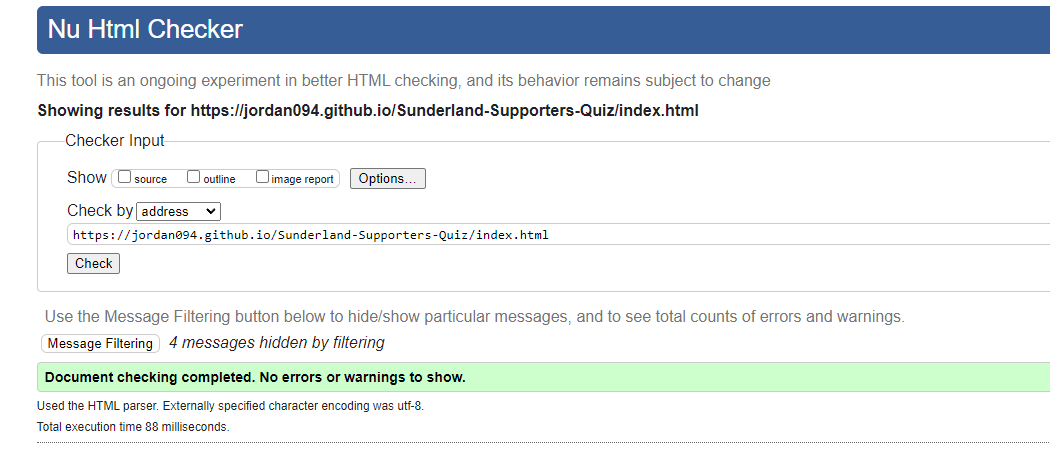 Nu Html Checker
This tool is an ongoing experiment in better HTML checking, and its behavior remains subject to change
Showing results for https://jordan094.github.io/Sunderland-Supporters-Quiz/index.html
Checker Input
Show source outline image report Options...
Check by address
https://jordan094.github.io/Sunderland-Supporters-Quiz/index.html
Check
Use the Message Filtering button below to hide/show particular messages, and to see total counts of errors and warnings.
Message Filtering 4 messages hidden by filtering
Document checking completed. No errors or warnings to show.
Used the HTML parser. Externally specified character encoding was utf-8.
Total execution time 88 milliseconds.